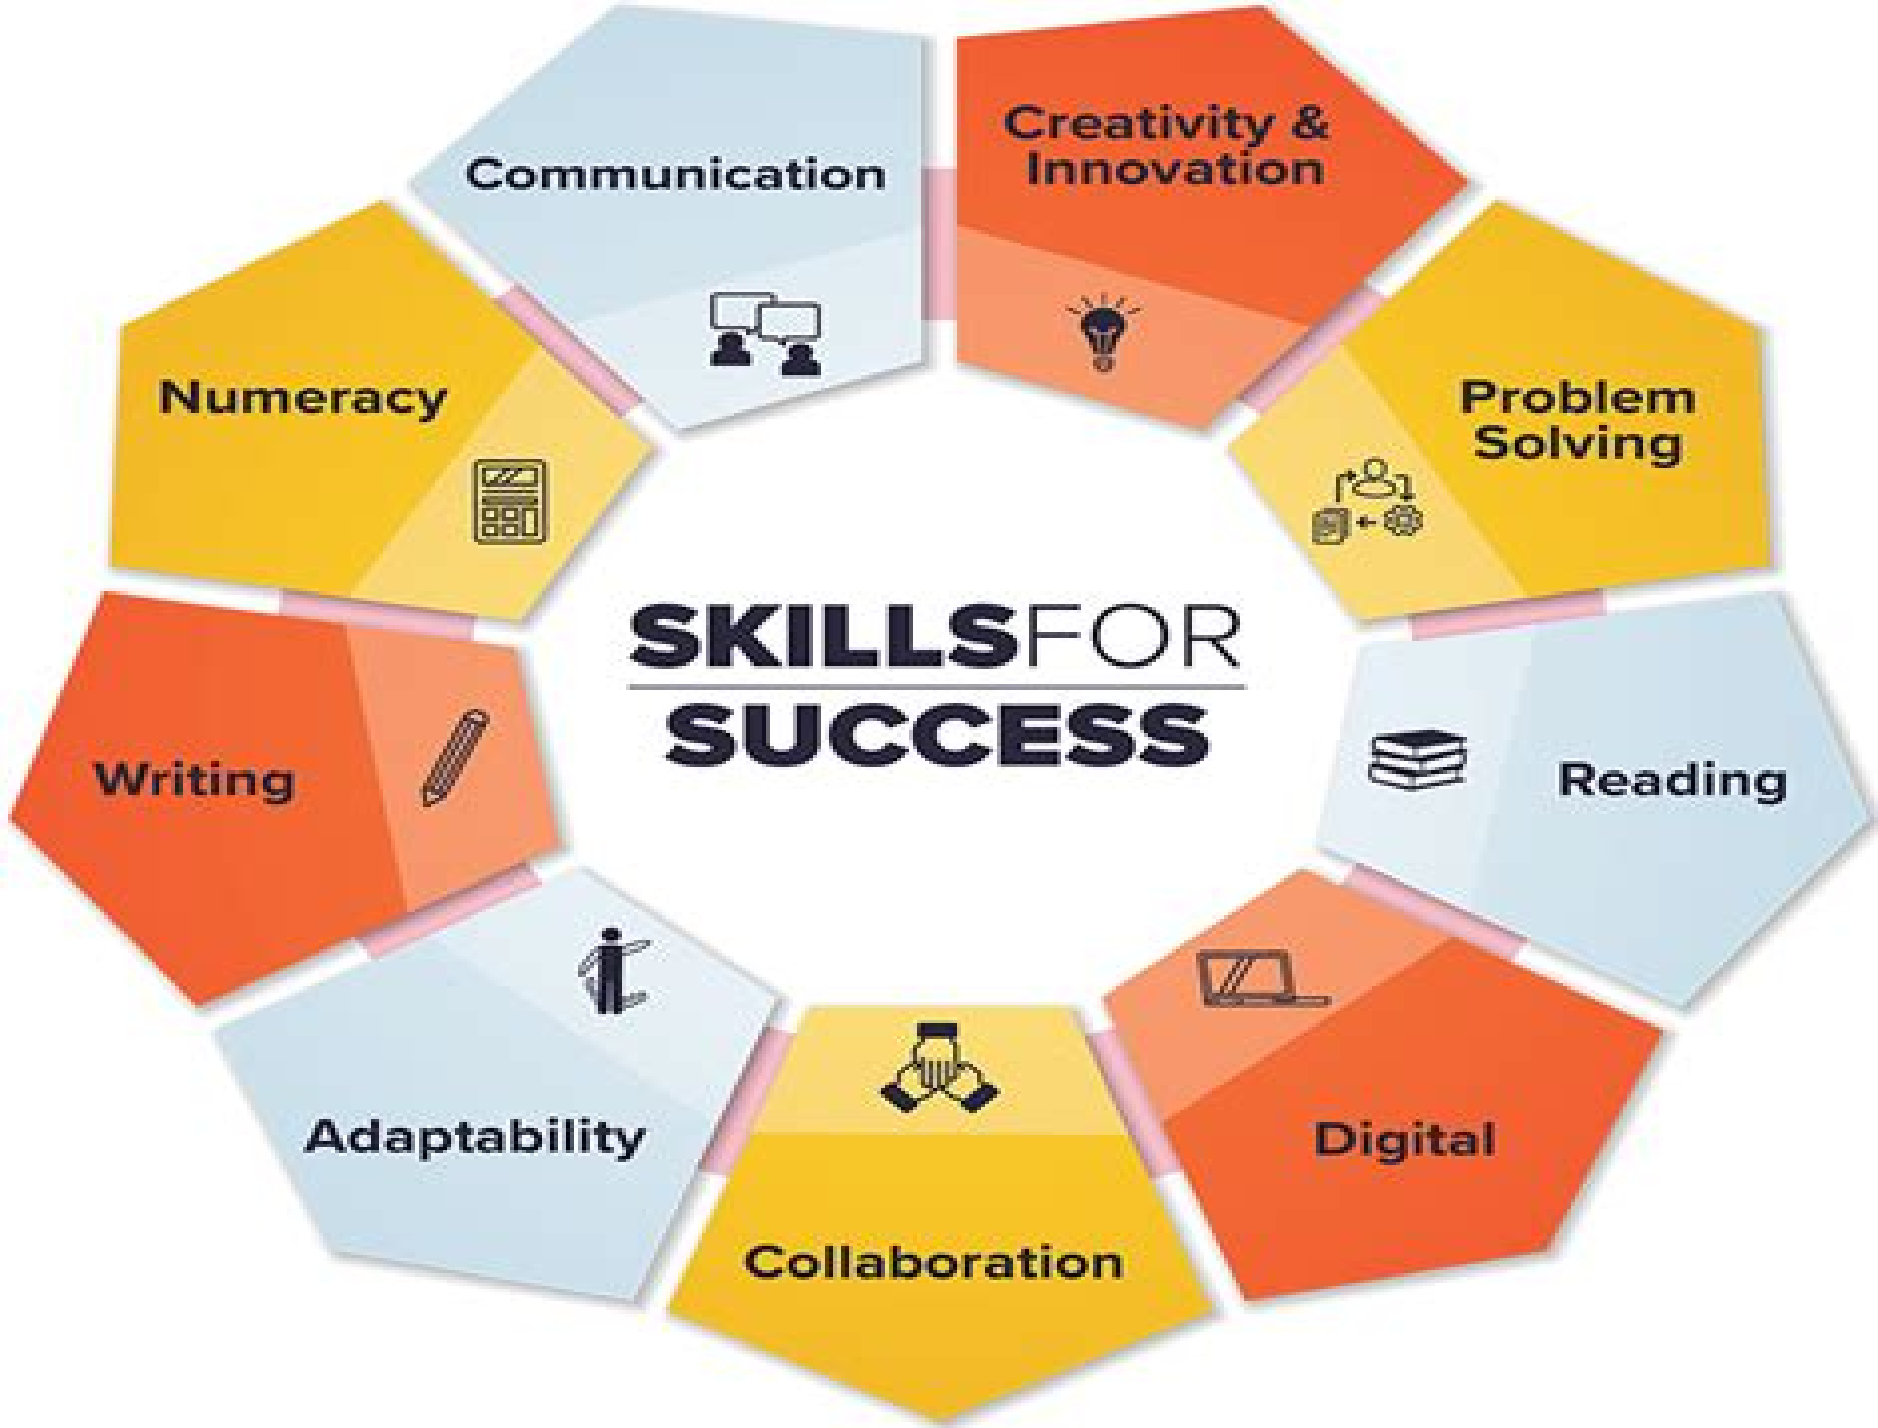 Communication
Creativity &
Innovation
Numeracy
Problem
Solving
SKILLSFOR
SUCCESS
Writing
Reading
Adaptability
Digital
Collaboration